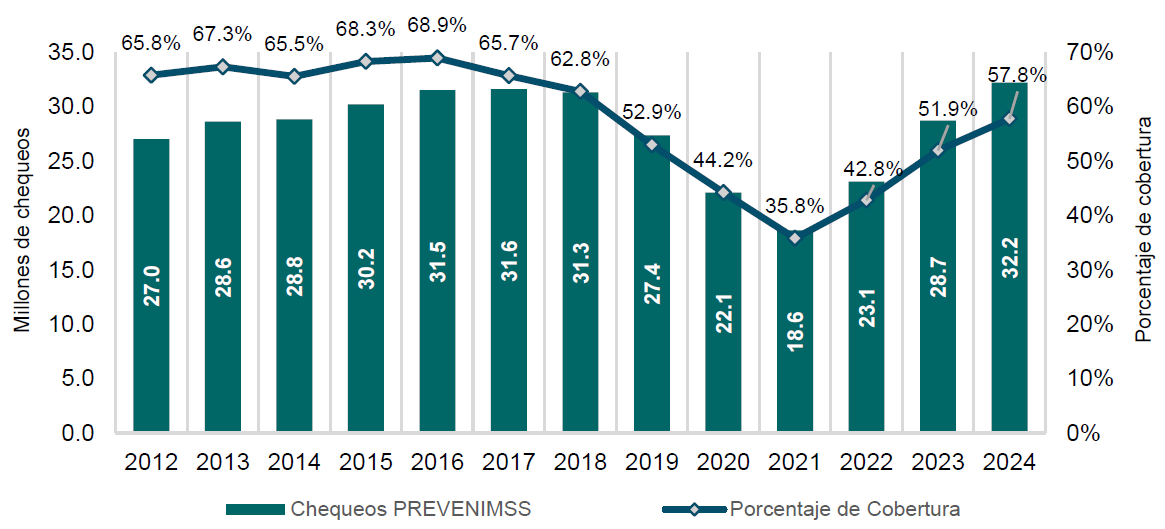 65.8% 67.3% 65.5% 68.3% 68.9% 65.7% 62.8% 52.9% 44.2% 35.8% 42.8% 51.9% 57.8%
Millones de chequeos
35.0
30.0
25.0
20.0
15.0
10.0
5.0
0.0
27.0 28.6 28.8 30.2 31.5 31.6 31.3 27.4 22.1 18.6 23.1 28.7 32.2
70%
60%
50%
40%
30%
20%
10%
0%
Porcentaje de cobertura
2012 2013 2014 2015 2016 2017 2018 2019 2020 2021 2022 2023 2024
Chequeos PREVENIMSS Porcentaje de Cobertura